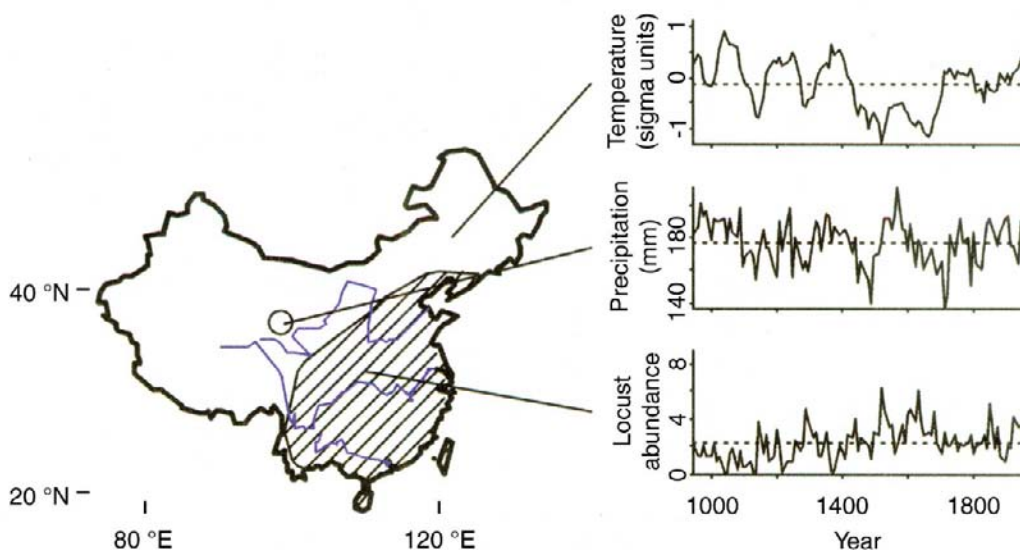 Temperature
(sigma units)
1
0
-1
Precipitation
(mm)
180
140
Locust
abundance
8
4
0
1000 1400 1800
Year
40 °N
20 °N
80 °E 120 °E